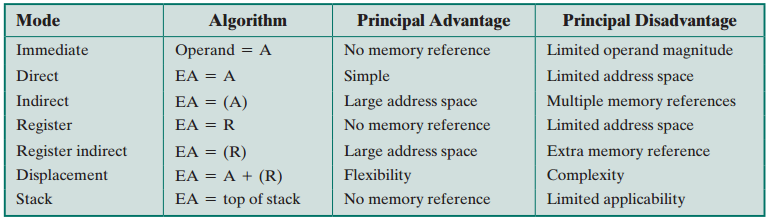 Mode Algorithm Principal Advantage Principal Disadvantage
Immediate Operand = A No memory reference Limited operand magnitude
Direct EA = A Simple Limited address space
Indirect EA = (A) Large address space Multiple memory references
Register EA = R No memory reference Limited address space
Register indirect EA = (R) Large address space Extra memory reference
Displacement EA = A + (R) Flexibility Complexity
Stack EA = top of stack No memory reference Limited applicability